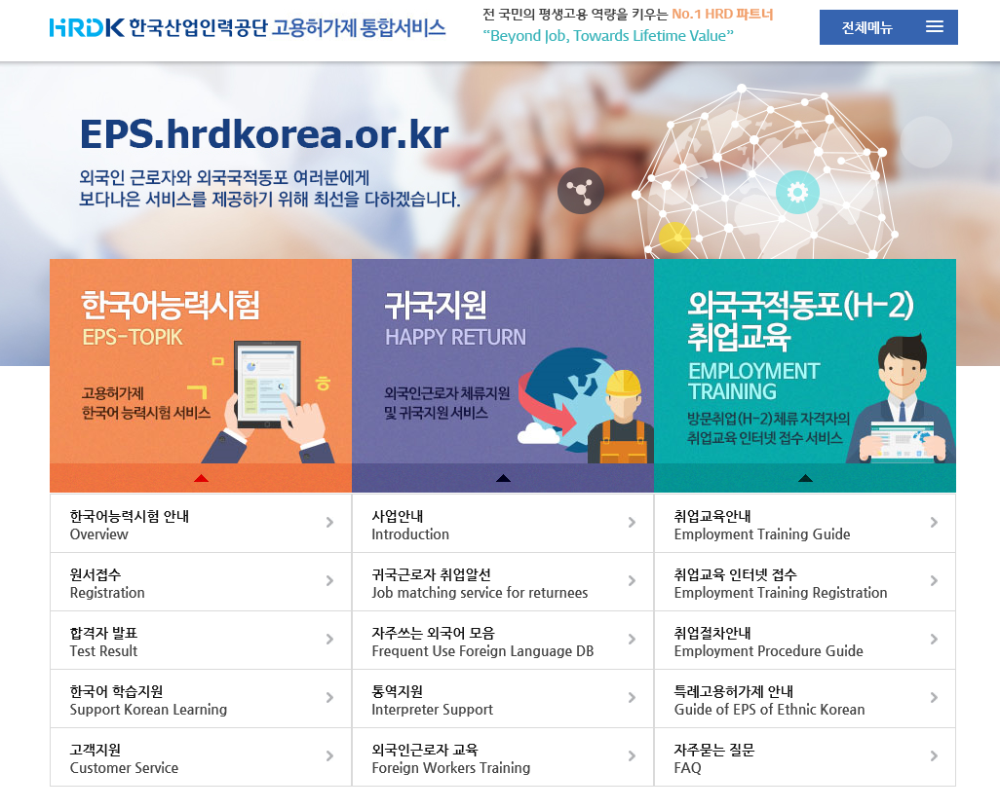 HRDK 한국산업인력공단 고용허가제 통합서비스
전 국민의 평생고용 역량을 키우는 No.1 HRD 파트너
“Beyond Job, Towards Lifetime Value”
전체메뉴
EPS.hrdkorea.or.kr
외국인 근로자와 외국국적동포 여러분에게
보다나은 서비스를 제공하기 위해 최선을 다하겠습니다.
한국어능력시험
EPS-TOPIK
고용허가제
한국어 능력시험 서비스
ㅁ
ㄱ
ㅎ
귀국지원
HAPPY RETURN
외국인근로자 체류지원
및 귀국지원 서비스
외국국적동포(H-2)
취업교육
EMPLOYMENT
TRAINING
방문취업(H-2)체류 자격자의
취업교육 인터넷 접수 서비스
한국어능력시험 안내
Overview
원서접수
Registration
합격자 발표
Test Result
한국어 학습지원
Support Korean Learning
고객지원
Customer Service
사업안내
Introduction
귀국근로자 취업알선
Job matching service for returnees
자주쓰는 외국어 모음
Frequent Use Foreign Language DB
통역지원
Interpreter Support
외국인근로자 교육
Foreign Workers Training
취업교육안내
Employment Training Guide
취업교육 인터넷 접수
Employment Training Registration
취업절차안내
Employment Procedure Guide
특례고용허가제 안내
Guide of EPS of Ethnic Korean
자주묻는 질문
FAQ